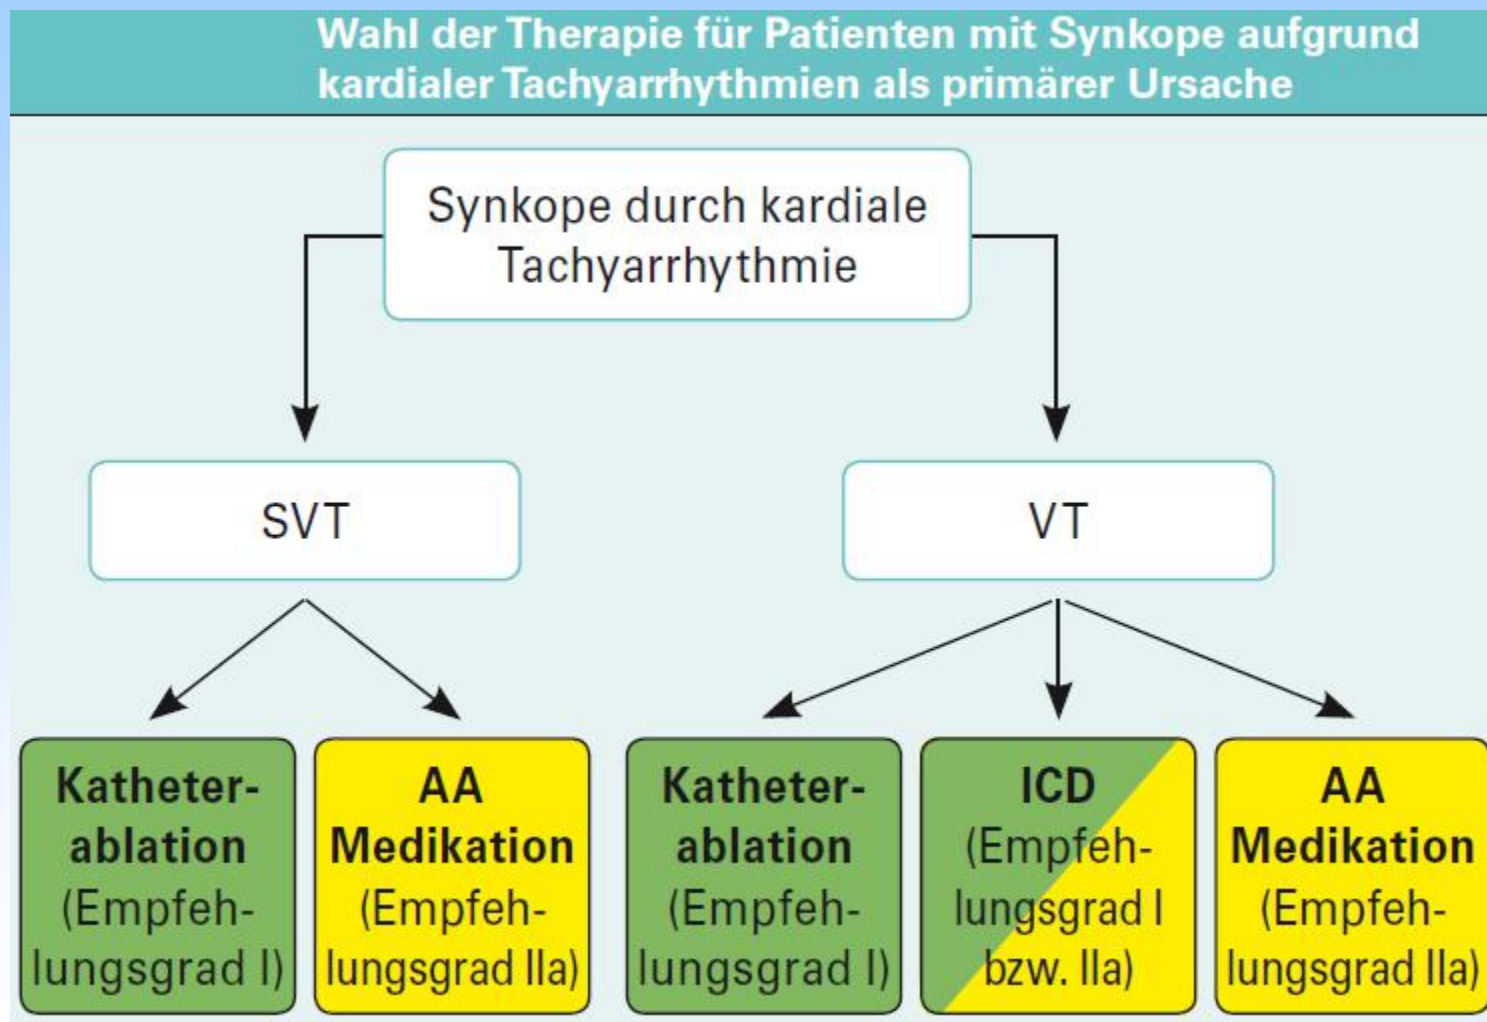 Wahl der Therapie für Patienten mit Synkope aufgrund
kardialer Tachyarrhythmien als primärer Ursache
Synkope durch kardiale
Tachyarrhythmie
SVT
VT
Katheter-
ablation
(Empfeh-
lungsgrad I)
AA
Medikation
(Empfeh-
lungsgrad IIa)
Katheter-
ablation
(Empfeh-
lungsgrad I)
ICD
(Empfeh-
lungsgrad I
bzw. IIa)
AA
Medikation
(Empfeh-
lungsgrad IIa)